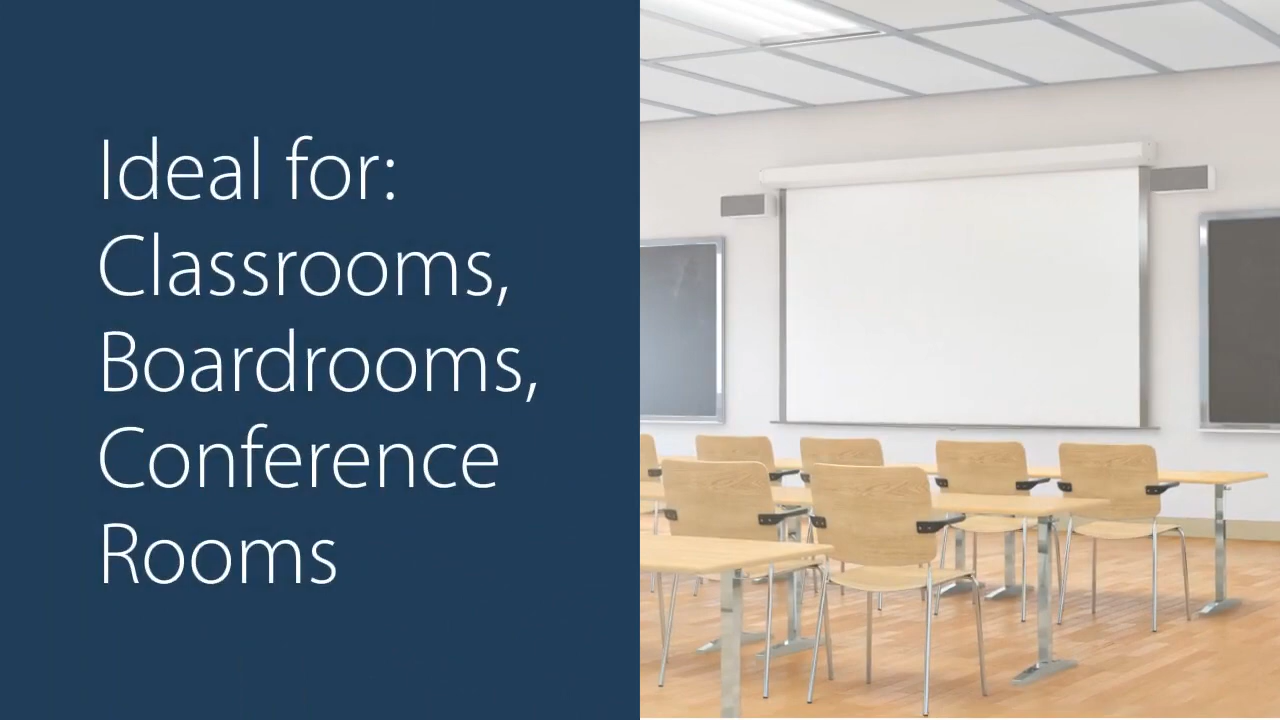 Ideal for:
Classrooms,
Boardrooms,
Conference
Rooms